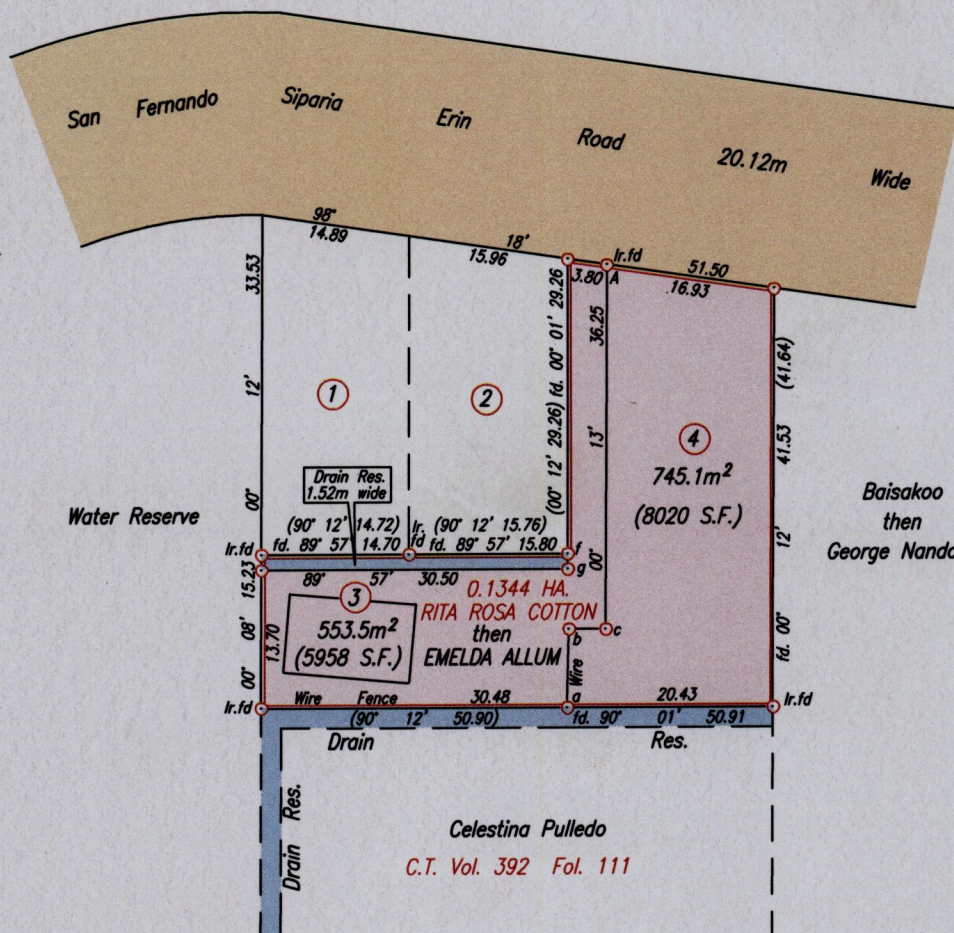 San Fernando Siparia Erin Road 20.12m Wide
98° 18'
14.89 15.96
3.80 A Ir.fd 51.50
16.93
33.53
12'
00°
(00° 12' 29.26) fd. 00° 01' 29.26
36.25
13'
00°
(41.64)
41.53
12'
fd. 00°
1
2
4
745.1m²
(8020 S.F.)
Drain Res.
1.52m wide
Water Reserve
Baisakoo
then
George Nando
(90° 12' 14.72) Ir. (90° 12' 15.76)
Ir.fd fd. 89° 57' 14.70 fd fd. 89° 57' 15.80 f
g
89° 57' 30.50
15.23
08'
00°
13.70
3
553.5m²
(5958 S.F.)
0.1344 HA.
RITA ROSA COTTON
then
EMELDA ALLUM
b c
Wire
Ir.fd Wire Fence 30.48 a 20.43 Ir.fd
(90° 12' 50.90) fd. 90° 01' 50.91
Drain Res.
Drain Res.
Celestina Pulledo
C.T. Vol. 392 Fol. 111